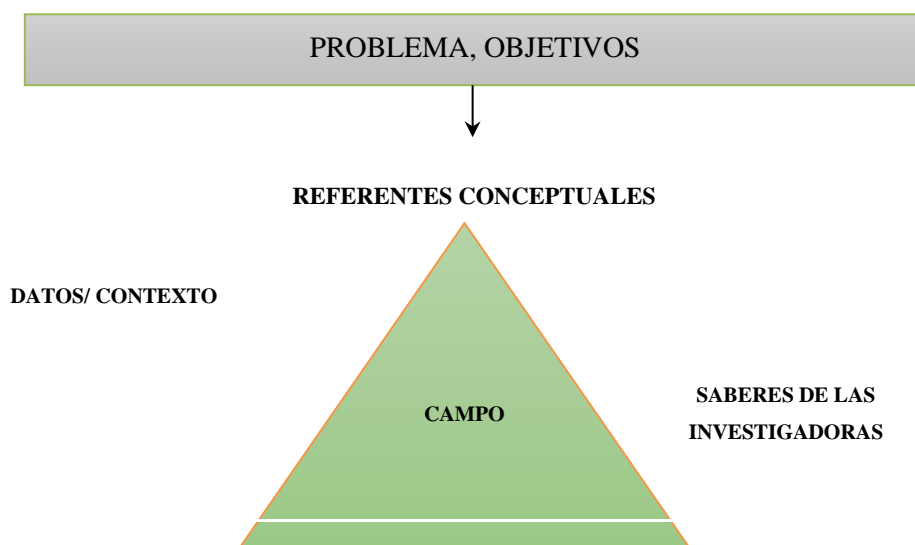 PROBLEMA, OBJETIVOS
REFERENTES CONCEPTUALES
DATOS/ CONTEXTO
CAMPO
SABERES DE LAS
INVESTIGADORAS